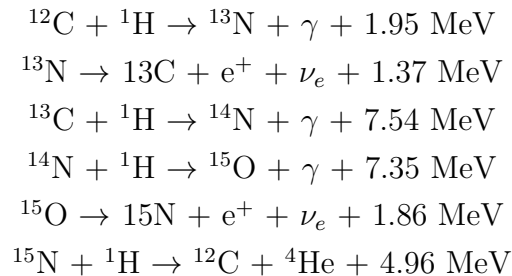 ¹²C + ¹H → ¹³N + γ + 1.95 MeV
¹³N → 13C + e⁺ + νₑ + 1.37 MeV
¹³C + ¹H → ¹⁴N + γ + 7.54 MeV
¹⁴N + ¹H → ¹⁵O + γ + 7.35 MeV
¹⁵O → 15N + e⁺ + νₑ + 1.86 MeV
¹⁵N + ¹H → ¹²C + ⁴He + 4.96 MeV